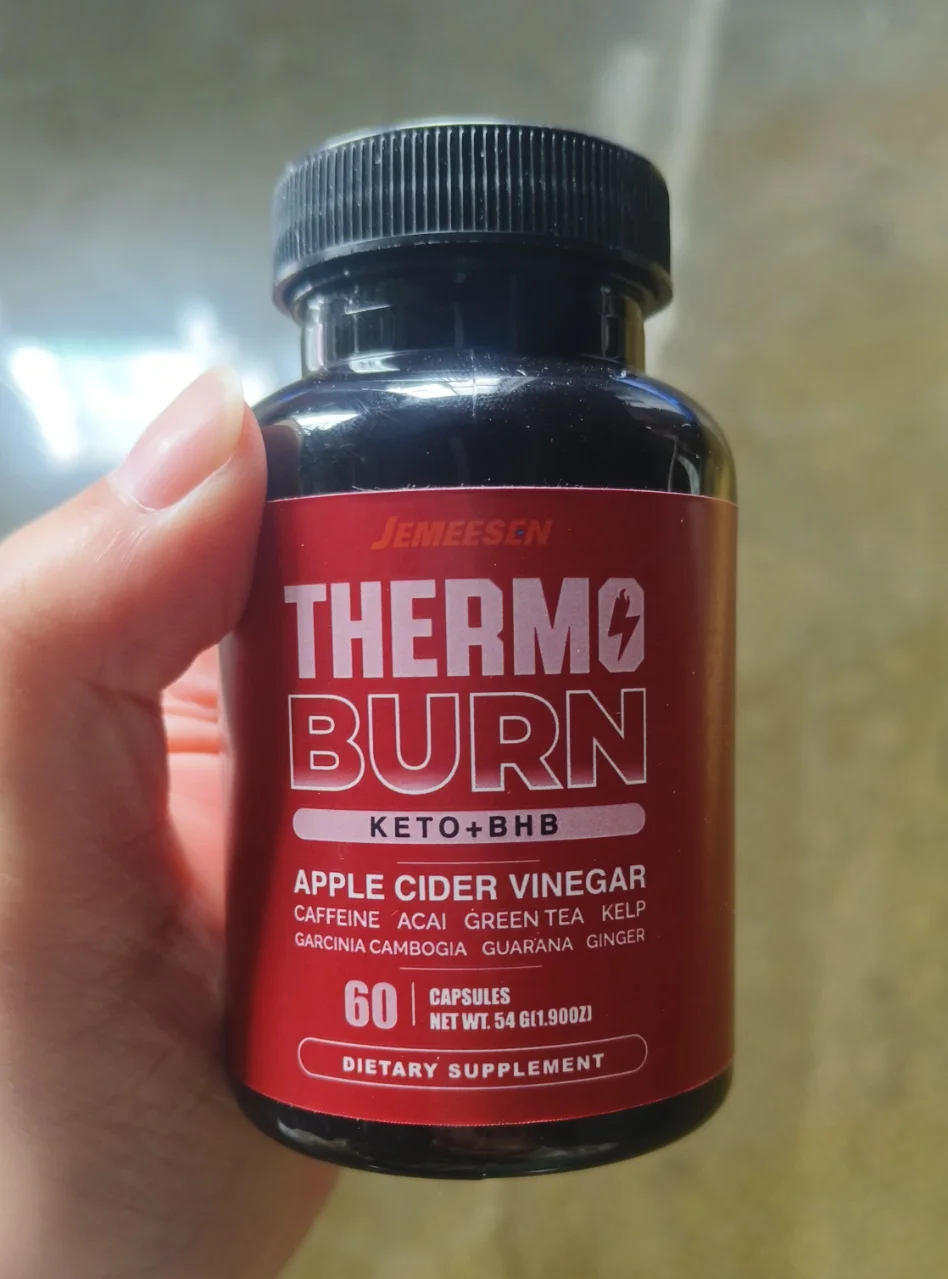 JEMEESEN
THERMO
BURN
KETO+BHB
APPLE CIDER VINEGAR
CAFFEINE ACAI GREEN TEA KELP
GARCINIA CAMBOGIA GUARANA GINGER
60
CAPSULES
NET WT. 54 G(1.90OZ)
DIETARY SUPPLEMENT